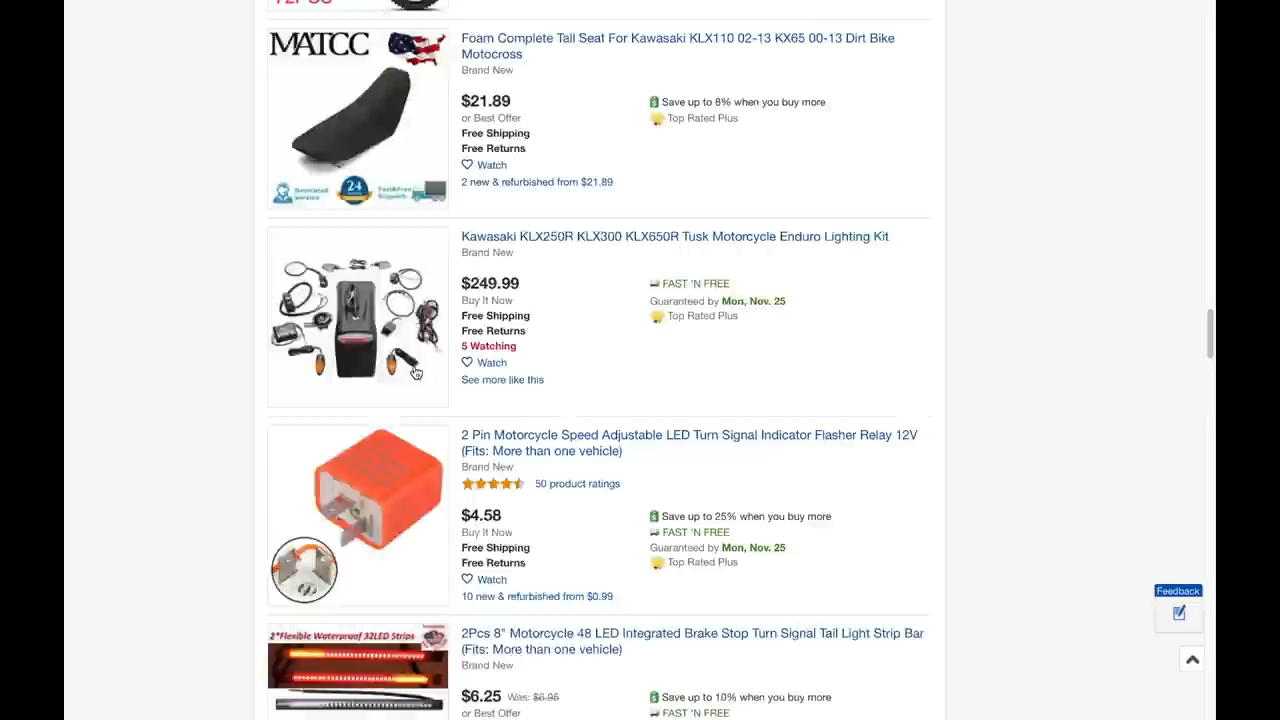 MATCC
Dedicated
service
24
Fast&Free
Shipping
Foam Complete Tall Seat For Kawasaki KLX110 02-13 KX65 00-13 Dirt Bike
Motocross
Brand New
$21.89
or Best Offer
Free Shipping
Free Returns
Watch
2 new & refurbished from $21.89
Save up to 8% when you buy more
Top Rated Plus
Kawasaki KLX250R KLX300 KLX650R Tusk Motorcycle Enduro Lighting Kit
Brand New
$249.99
Buy It Now
Free Shipping
Free Returns
5 Watching
Watch
See more like this
FAST 'N FREE
Guaranteed by Mon, Nov. 25
Top Rated Plus
2 Pin Motorcycle Speed Adjustable LED Turn Signal Indicator Flasher Relay 12V
(Fits: More than one vehicle)
Brand New
50 product ratings
$4.58
Buy It Now
Free Shipping
Free Returns
Watch
10 new & refurbished from $0.99
Save up to 25% when you buy more
FAST 'N FREE
Guaranteed by Mon, Nov. 25
Top Rated Plus
2*Flexible Waterproof 32LED Strips
2Pcs 8" Motorcycle 48 LED Integrated Brake Stop Turn Signal Tail Light Strip Bar
(Fits: More than one vehicle)
Brand New
$6.25 Was: $6.95
or Best Offer
Save up to 10% when you buy more
FAST 'N FREE
Feedback